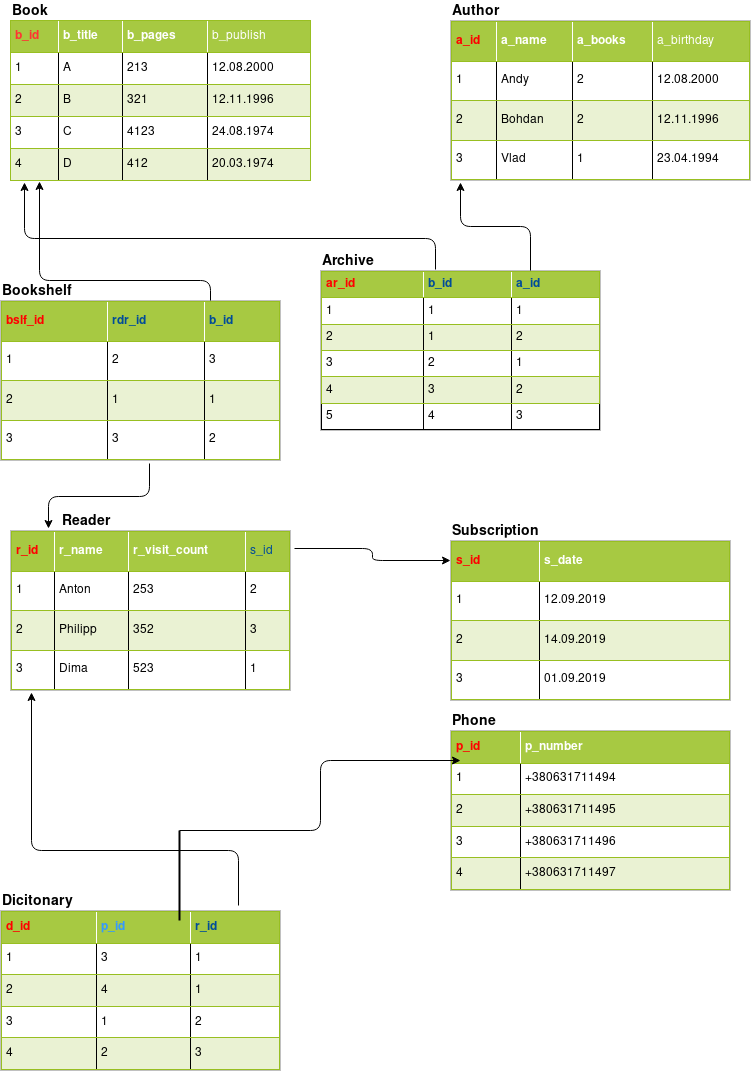 Book
b_id b_title b_pages b_publish
1 A 213 12.08.2000
2 B 321 12.11.1996
3 C 4123 24.08.1974
4 D 412 20.03.1974
Author
a_id a_name a_books a_birthday
1 Andy 2 12.08.2000
2 Bohdan 2 12.11.1996
3 Vlad 1 23.04.1994
Archive
ar_id b_id a_id
1 1 1
2 1 2
3 2 1
4 3 2
5 4 3
Bookshelf
bslf_id rdr_id b_id
1 2 3
2 1 1
3 3 2
Reader
r_id r_name r_visit_count s_id
1 Anton 253 2
2 Philipp 352 3
3 Dima 523 1
Subscription
s_id s_date
1 12.09.2019
2 14.09.2019
3 01.09.2019
Phone
p_id p_number
1 +380631711494
2 +380631711495
3 +380631711496
4 +380631711497
Dicitonary
d_id p_id r_id
1 3 1
2 4 1
3 1 2
4 2 3